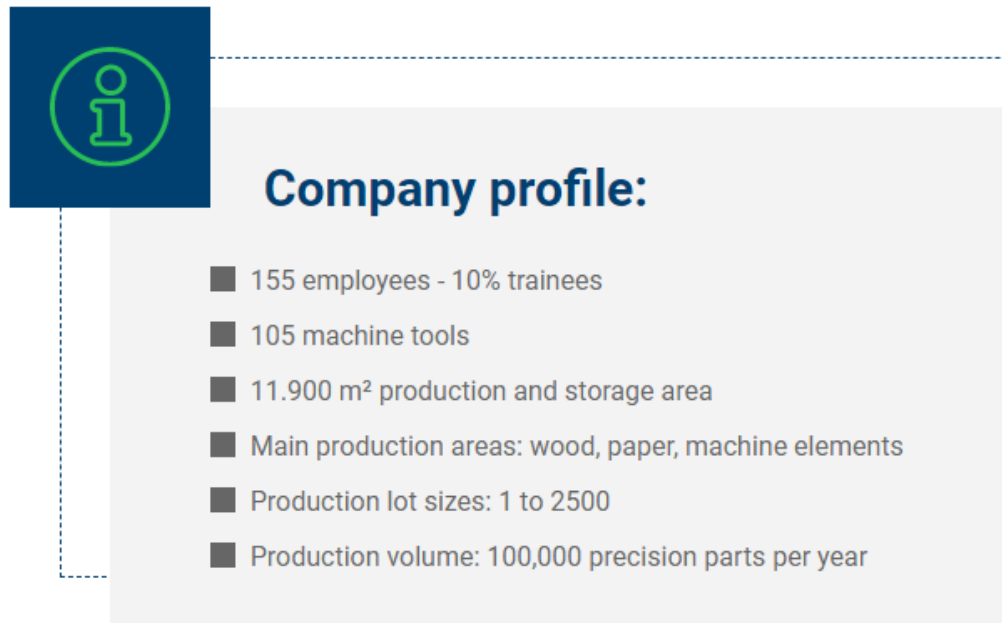 Company profile:
155 employees - 10% trainees
105 machine tools
11.900 m² production and storage area
Main production areas: wood, paper, machine elements
Production lot sizes: 1 to 2500
Production volume: 100,000 precision parts per year